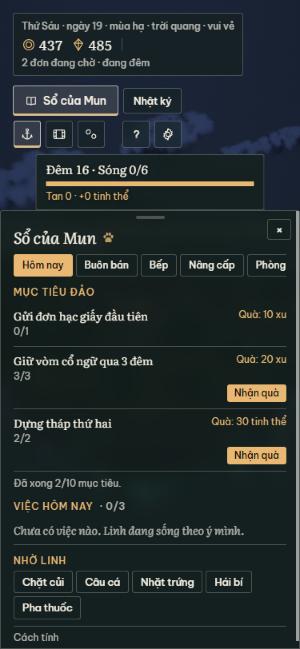 Thứ Sáu · ngày 19 · mùa hạ · trời quang · vui vẻ
437 485
2 đơn đang chờ · đang đêm
Sổ của Mun Nhật ký
?
Đêm 16 · Sóng 0/6
Tan 0 · +0 tinh thể
Sổ của Mun
×
Hôm nay Buôn bán Bếp Nâng cấp Phòng
MỤC TIÊU ĐẢO
Gửi đơn hạc giấy đầu tiên Quà: 10 xu
0/1
Giữ vòm cổ ngữ qua 3 đêm Quà: 20 xu
3/3
Nhận quà
Dựng tháp thứ hai Quà: 30 tinh thể
2/2
Nhận quà
Đã xong 2/10 mục tiêu.
VIỆC HÔM NAY · 0/3
Chưa có việc nào. Linh đang sống theo ý mình.
NHỜ LINH
Chặt củi Câu cá Nhặt trứng Hái bí
Pha thuốc
Cách tính